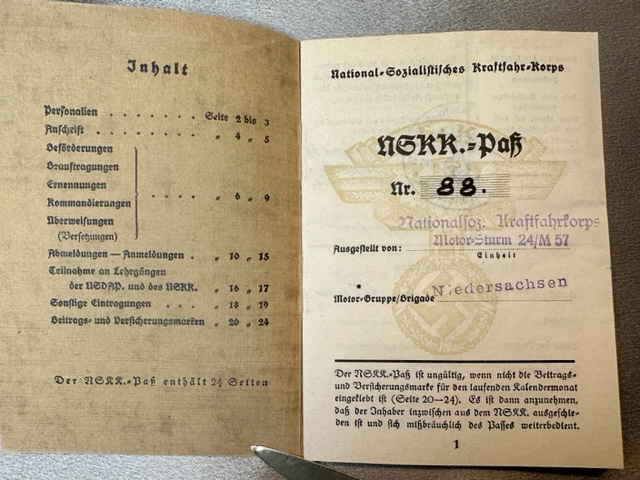 Inhalt
Personalien . . . . . . . . Seite 2 bis 3
Anschrift . . . . . . . . . „ 4 „ 5
Beförderungen
Beauftragungen
Ernennungen
Kommandierungen . . . . „ 6 „ 9
Überweisungen
(Versetzungen)
Abmeldungen — Anmeldungen . „ 10 „ 15
Teilnahme an Lehrgängen
der NSDAP. und des NSKK. „ 16 „ 17
Sonstige Eintragungen . . . „ 18 „ 19
Beitrags- und Versicherungsmarken „ 20 „ 24
Der NSKK.-Paß enthält 24 Seiten
National-Sozialistisches Kraftfahr-Korps
NSKK.-Paß
Nr. 88.
Nationalsoz. Kraftfahrkorps
Motor-Sturm 24/M 57
Ausgestellt von:
Einheit
Motor-Gruppe/Brigade Niedersachsen
Der NSKK.-Paß ist ungültig, wenn nicht die Beitrags-
und Versicherungsmarke für den laufenden Kalendermonat
eingeklebt ist (Seite 20—24). Es ist dann anzunehmen,
daß der Inhaber inzwischen aus dem NSKK. ausgeschie-
den ist und sich mißbräuchlich des Passes weiterbedient.
1